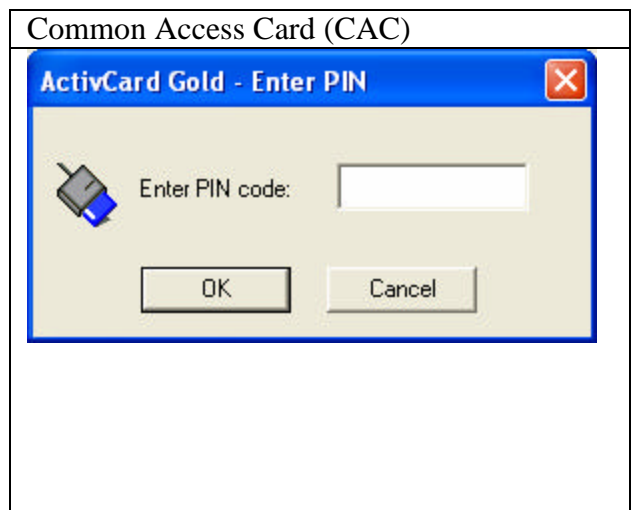 Common Access Card (CAC)
ActivCard Gold - Enter PIN
Enter PIN code:
OK Cancel